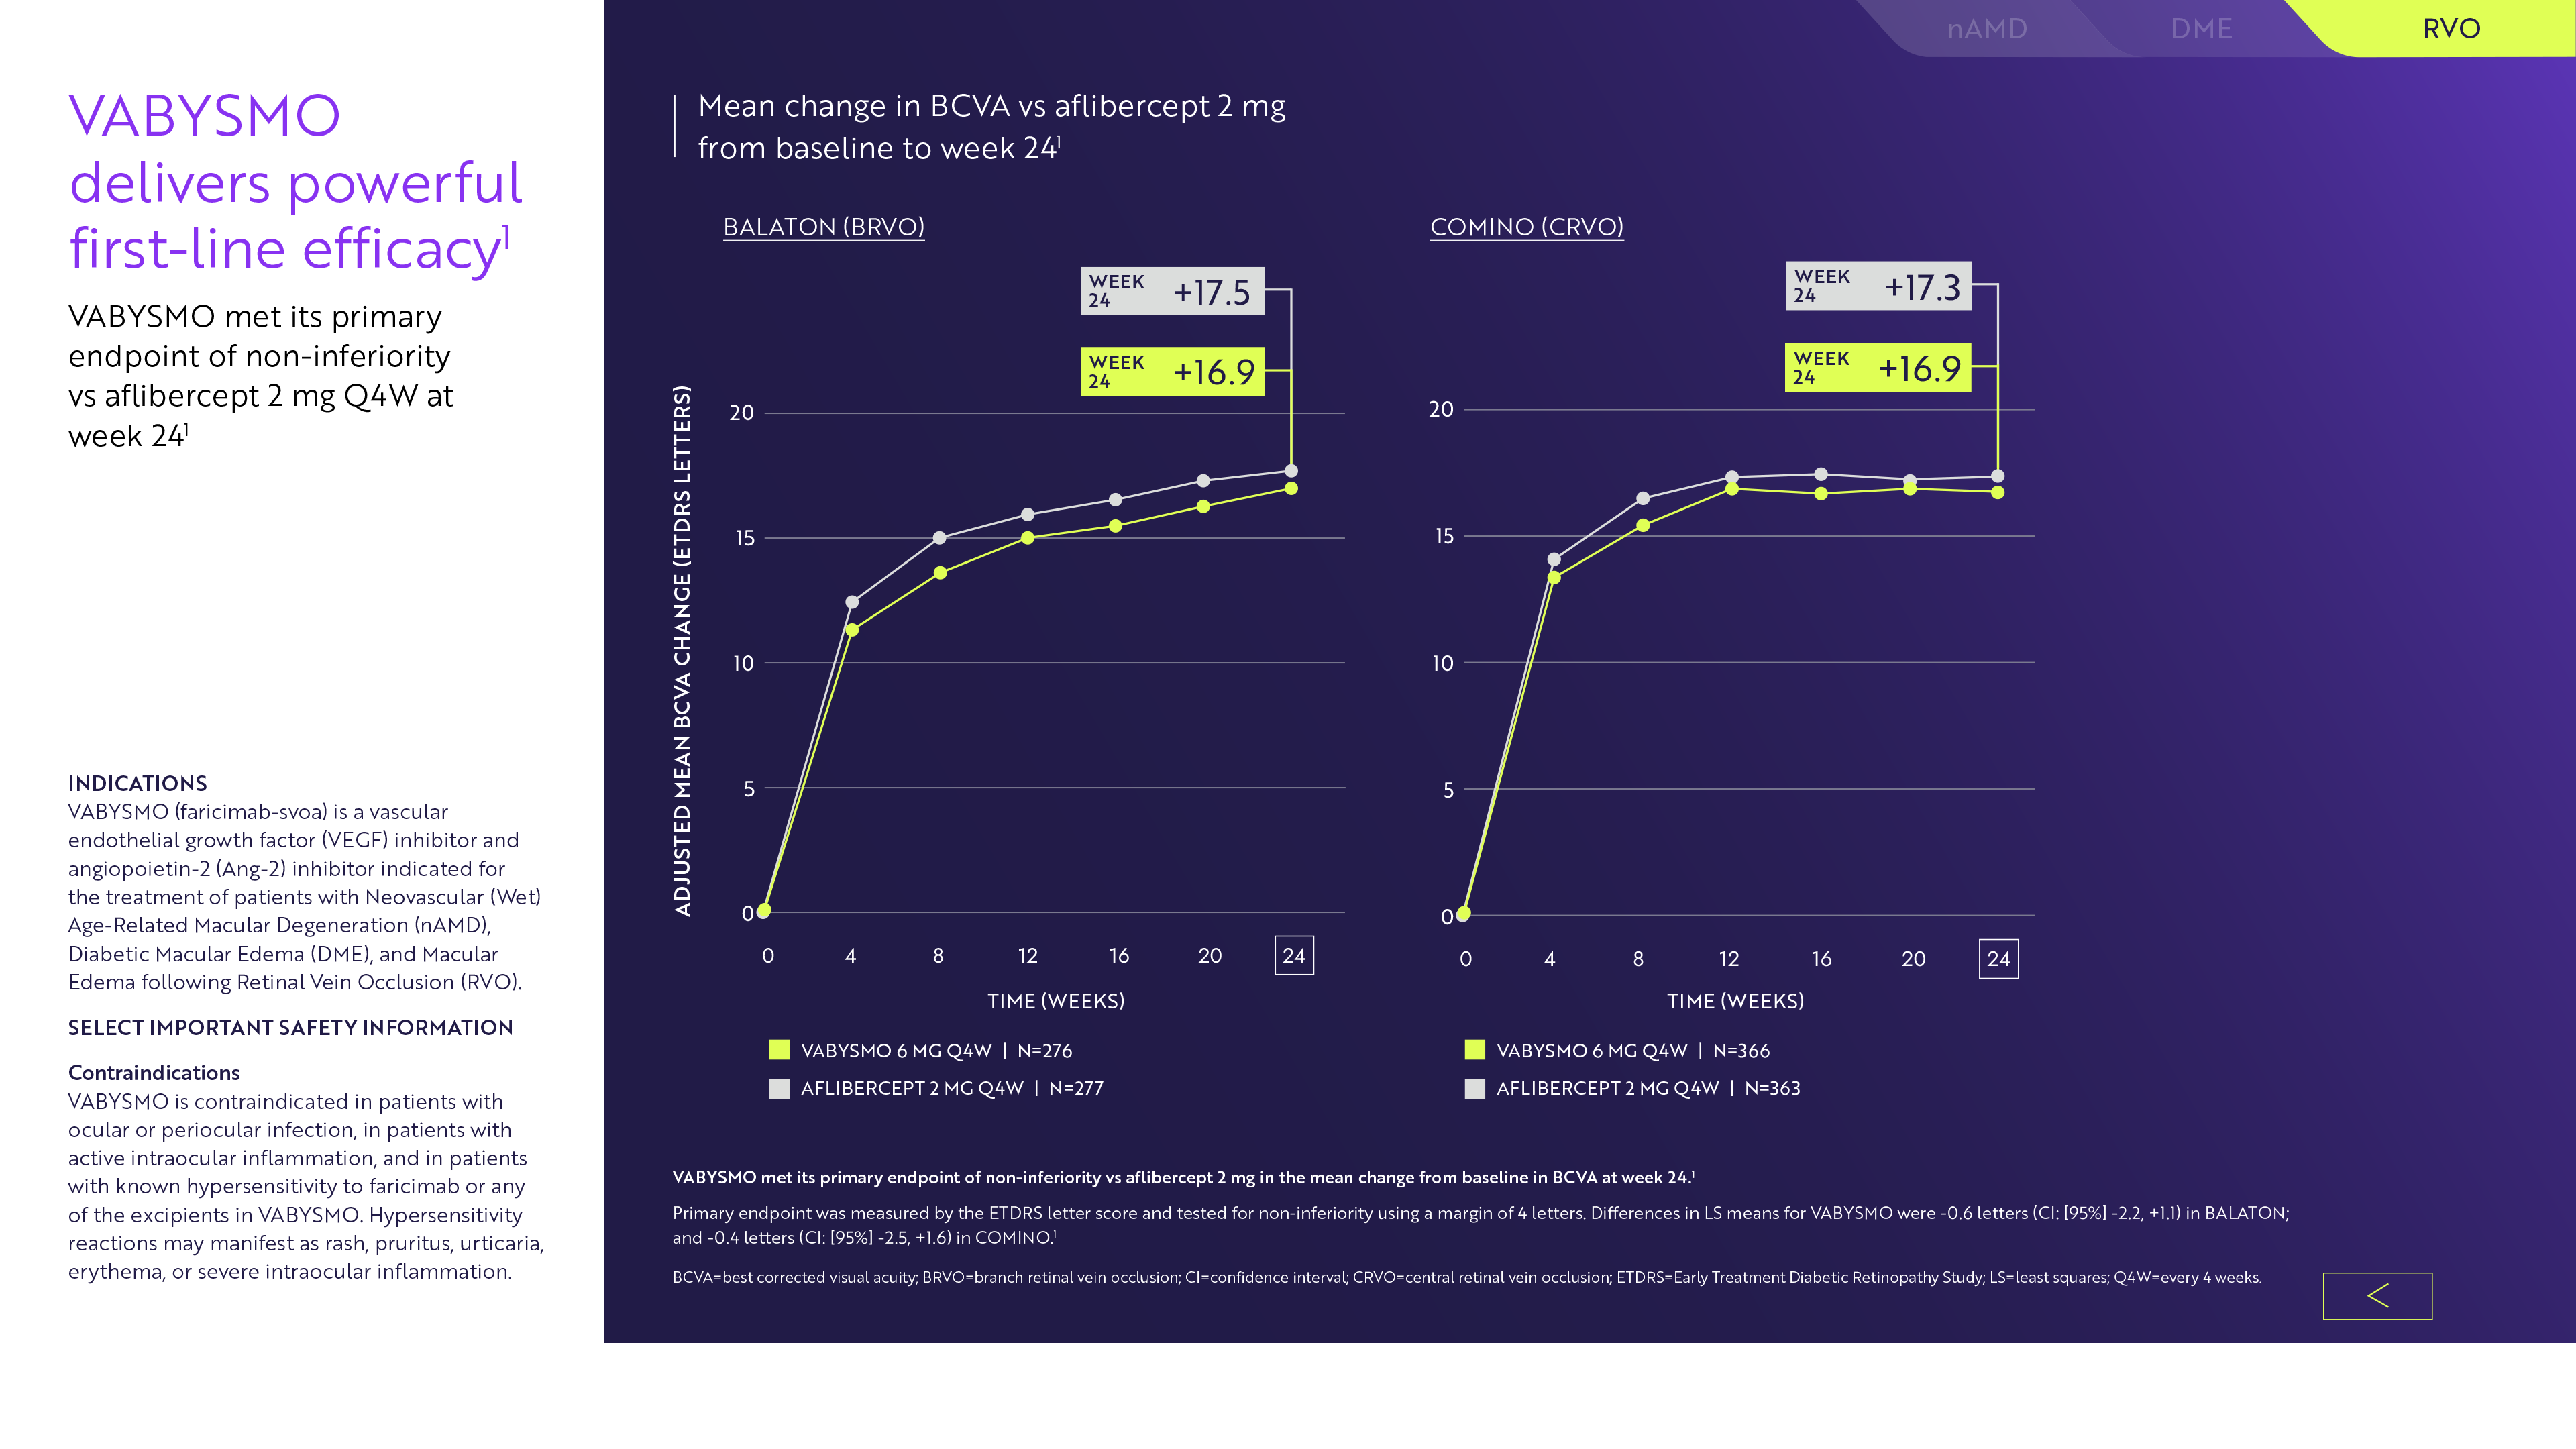 nAMD
DME
RVO
VABYSMO
delivers powerful
first-line efficacy¹
VABYSMO met its primary
endpoint of non-inferiority
vs aflibercept 2 mg Q4W at
week 24¹
INDICATIONS
VABYSMO (faricimab-svoa) is a vascular
endothelial growth factor (VEGF) inhibitor and
angiopoietin-2 (Ang-2) inhibitor indicated for
the treatment of patients with Neovascular (Wet)
Age-Related Macular Degeneration (nAMD),
Diabetic Macular Edema (DME), and Macular
Edema following Retinal Vein Occlusion (RVO).
SELECT IMPORTANT SAFETY INFORMATION
Contraindications
VABYSMO is contraindicated in patients with
ocular or periocular infection, in patients with
active intraocular inflammation, and in patients
with known hypersensitivity to faricimab or any
of the excipients in VABYSMO. Hypersensitivity
reactions may manifest as rash, pruritus, urticaria,
erythema, or severe intraocular inflammation.
Mean change in BCVA vs aflibercept 2 mg
from baseline to week 24¹
BALATON (BRVO)
WEEK
24
+17.5
WEEK
24
+16.9
ADJUSTED MEAN BCVA CHANGE (ETDRS LETTERS)
20
15
10
5
0
0 4 8 12 16 20 24
TIME (WEEKS)
VABYSMO 6 MG Q4W | N=276
AFLIBERCEPT 2 MG Q4W | N=277
COMINO (CRVO)
WEEK
24
+17.3
WEEK
24
+16.9
20
15
10
5
0
0 4 8 12 16 20 24
TIME (WEEKS)
VABYSMO 6 MG Q4W | N=366
AFLIBERCEPT 2 MG Q4W | N=363
VABYSMO met its primary endpoint of non-inferiority vs aflibercept 2 mg in the mean change from baseline in BCVA at week 24.¹
Primary endpoint was measured by the ETDRS letter score and tested for non-inferiority using a margin of 4 letters. Differences in LS means for VABYSMO were -0.6 letters (CI: [95%] -2.2, +1.1) in BALATON;
and -0.4 letters (CI: [95%] -2.5, +1.6) in COMINO.¹
BCVA=best corrected visual acuity; BRVO=branch retinal vein occlusion; CI=confidence interval; CRVO=central retinal vein occlusion; ETDRS=Early Treatment Diabetic Retinopathy Study; LS=least squares; Q4W=every 4 weeks.